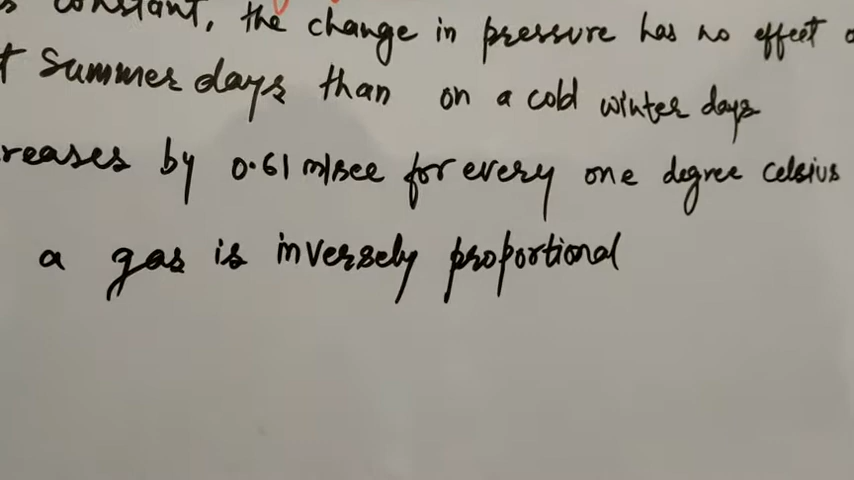 constant, the change in pressure has no effect
Summer days than on a cold winter days
reases by 0.61 m/sec for every one degree celsius
a gas is inversely proportional